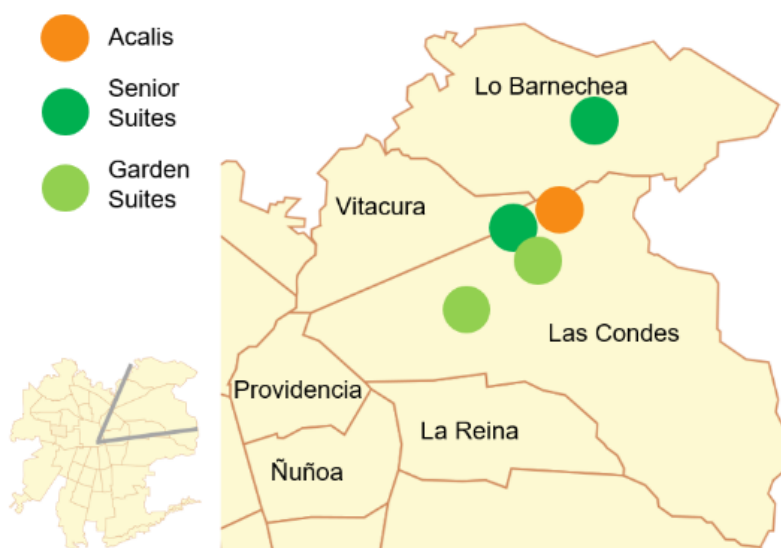 Acalis
Senior
Suites
Garden
Suites
Lo Barnechea
Vitacura
Las Condes
Providencia
La Reina
Ñuñoa